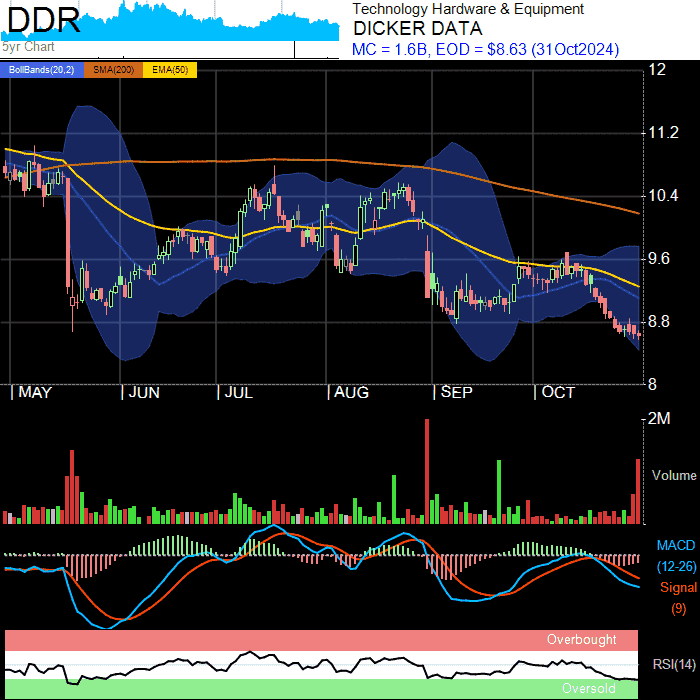 DDR
5yr Chart
Technology Hardware & Equipment
DICKER DATA
MC = 1.6B, EOD = $8.63 (31Oct2024)
BollBands(20,2) SMA(200) EMA(50)
12
11.2
10.4
9.6
8.8
8
MAY JUN JUL AUG SEP OCT
2M
Volume
MACD
(12-26)
Signal
(9)
Overbought
RSI(14)
Oversold